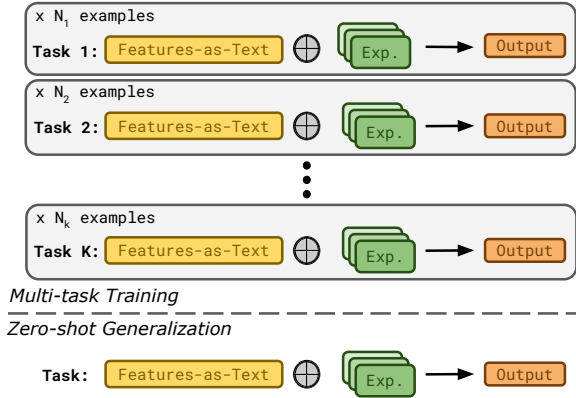 x N₁ examples
Task 1: Features-as-Text Exp. Output
x N₂ examples
Task 2: Features-as-Text Exp. Output
x Nₖ examples
Task K: Features-as-Text Exp. Output
Multi-task Training
Zero-shot Generalization
Task: Features-as-Text Exp. Output